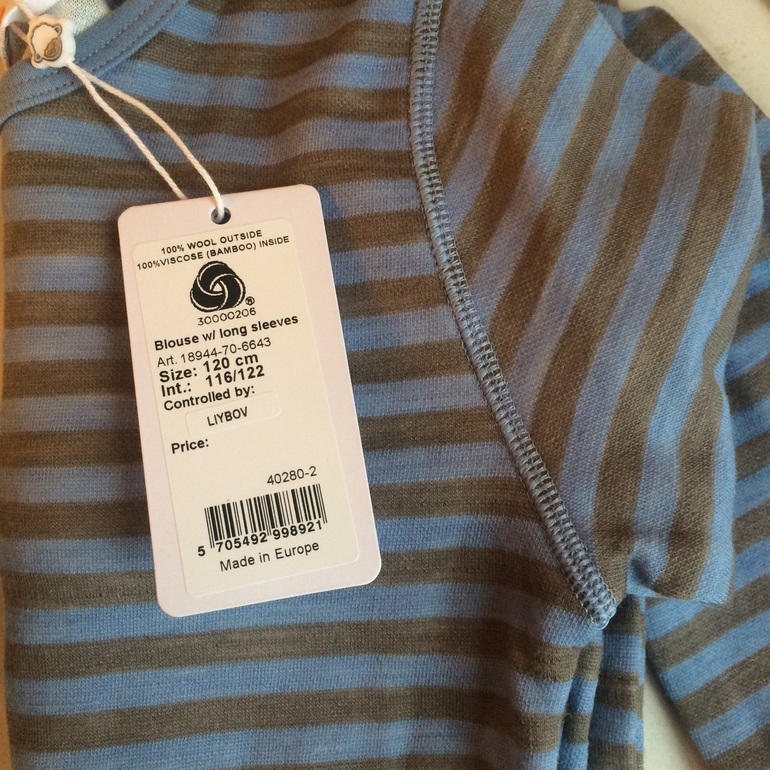 100% WOOL OUTSIDE
100%VISCOSE (BAMBOO) INSIDE
®
30000206
Blouse w/ long sleeves
Art. 18944-70-6643
Size: 120 cm
Int.: 116/122
Controlled by:
LIYBOV
Price:
40280-2
5 705492 998921
Made in Europe